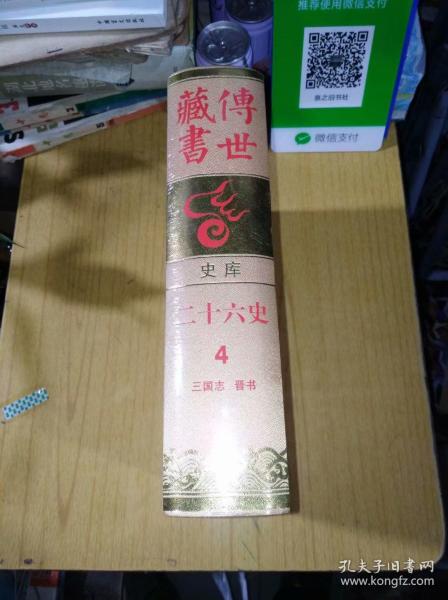 推荐使用微信支付
微信支付
傳世
藏書
史库
二十六史
4
三国志 晋书
孔夫子旧书网
www.kongfz.com